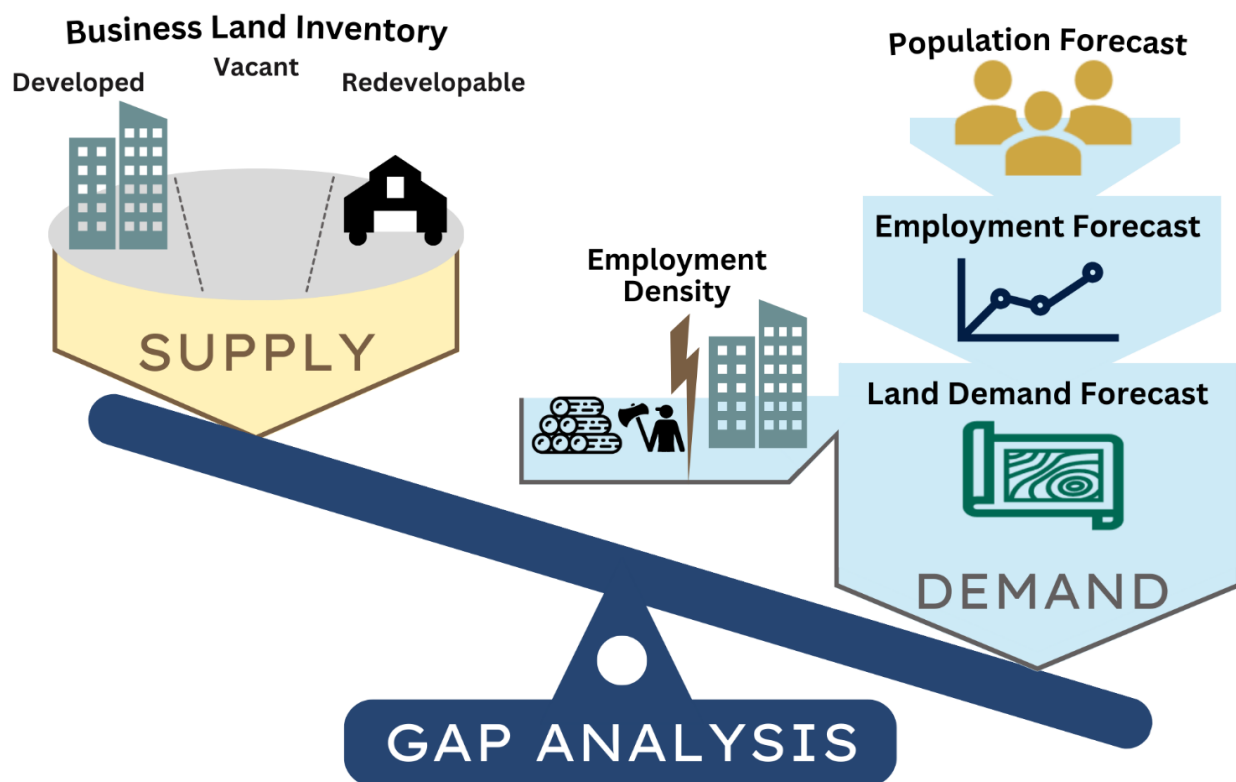 Business Land Inventory
Developed
Vacant
Redevelopable
SUPPLY
Employment
Density
Population Forecast
Employment Forecast
Land Demand Forecast
DEMAND
GAP ANALYSIS